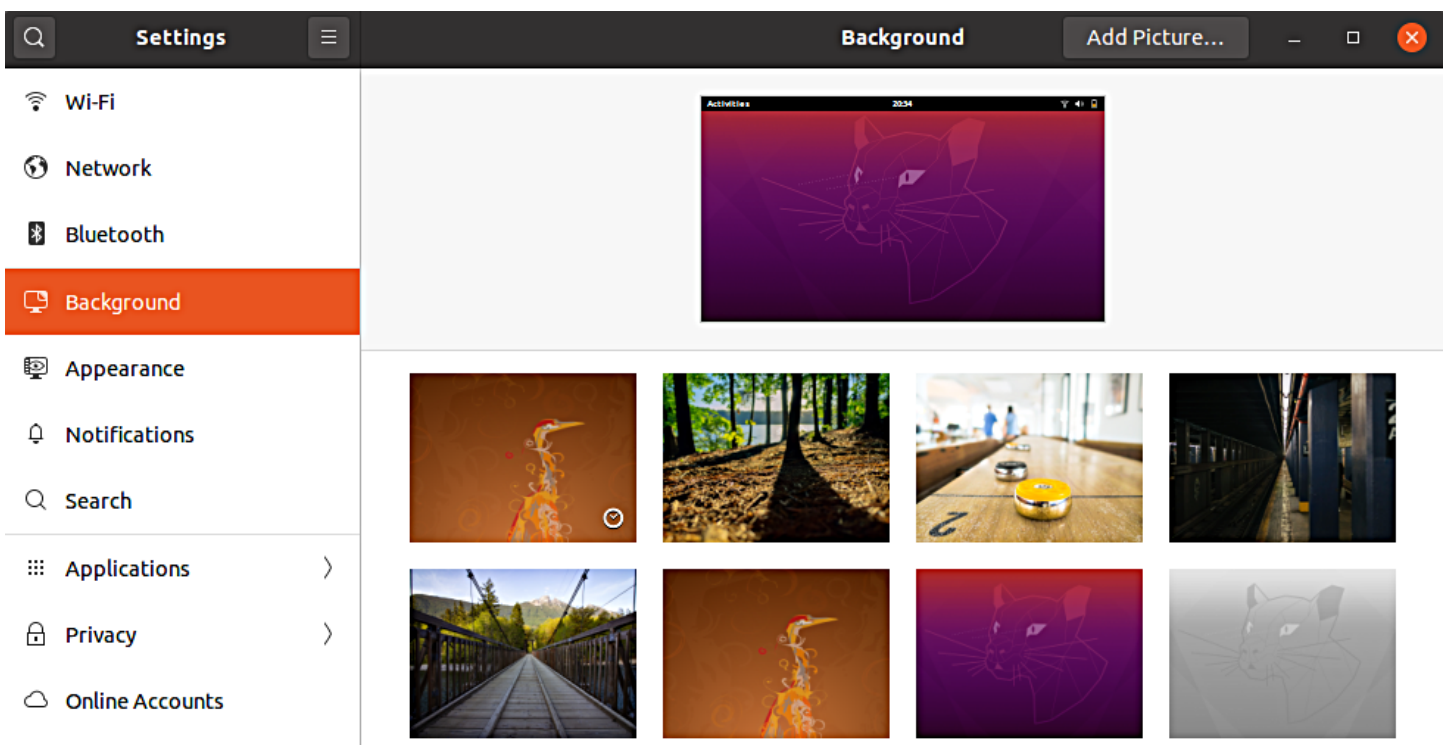 Settings
Background
Add Picture...
Wi-Fi
Network
Bluetooth
Background
Appearance
Notifications
Search
Applications
Privacy
Online Accounts
Activities
20:34
2